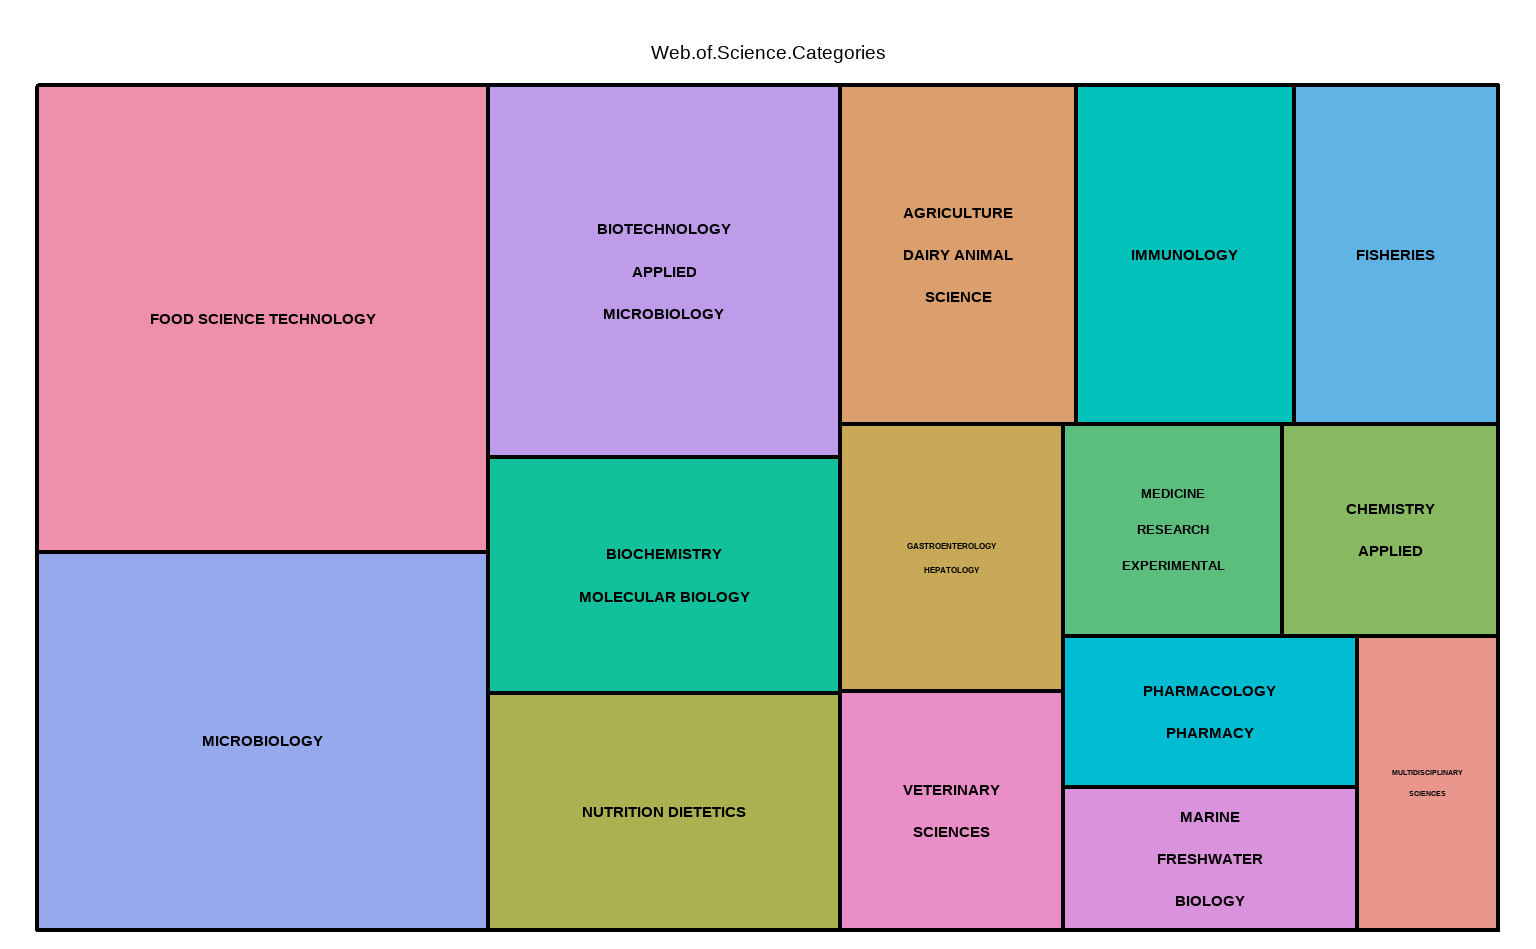 Web.of.Science.Categories
FOOD SCIENCE TECHNOLOGY
MICROBIOLOGY
BIOTECHNOLOGY
APPLIED
MICROBIOLOGY
BIOCHEMISTRY
MOLECULAR BIOLOGY
NUTRITION DIETETICS
AGRICULTURE
DAIRY ANIMAL
SCIENCE
IMMUNOLOGY
FISHERIES
GASTROENTEROLOGY
HEPATOLOGY
MEDICINE
RESEARCH
EXPERIMENTAL
CHEMISTRY
APPLIED
VETERINARY
SCIENCES
PHARMACOLOGY
PHARMACY
MARINE
FRESHWATER
BIOLOGY
MULTIDISCIPLINARY
SCIENCES